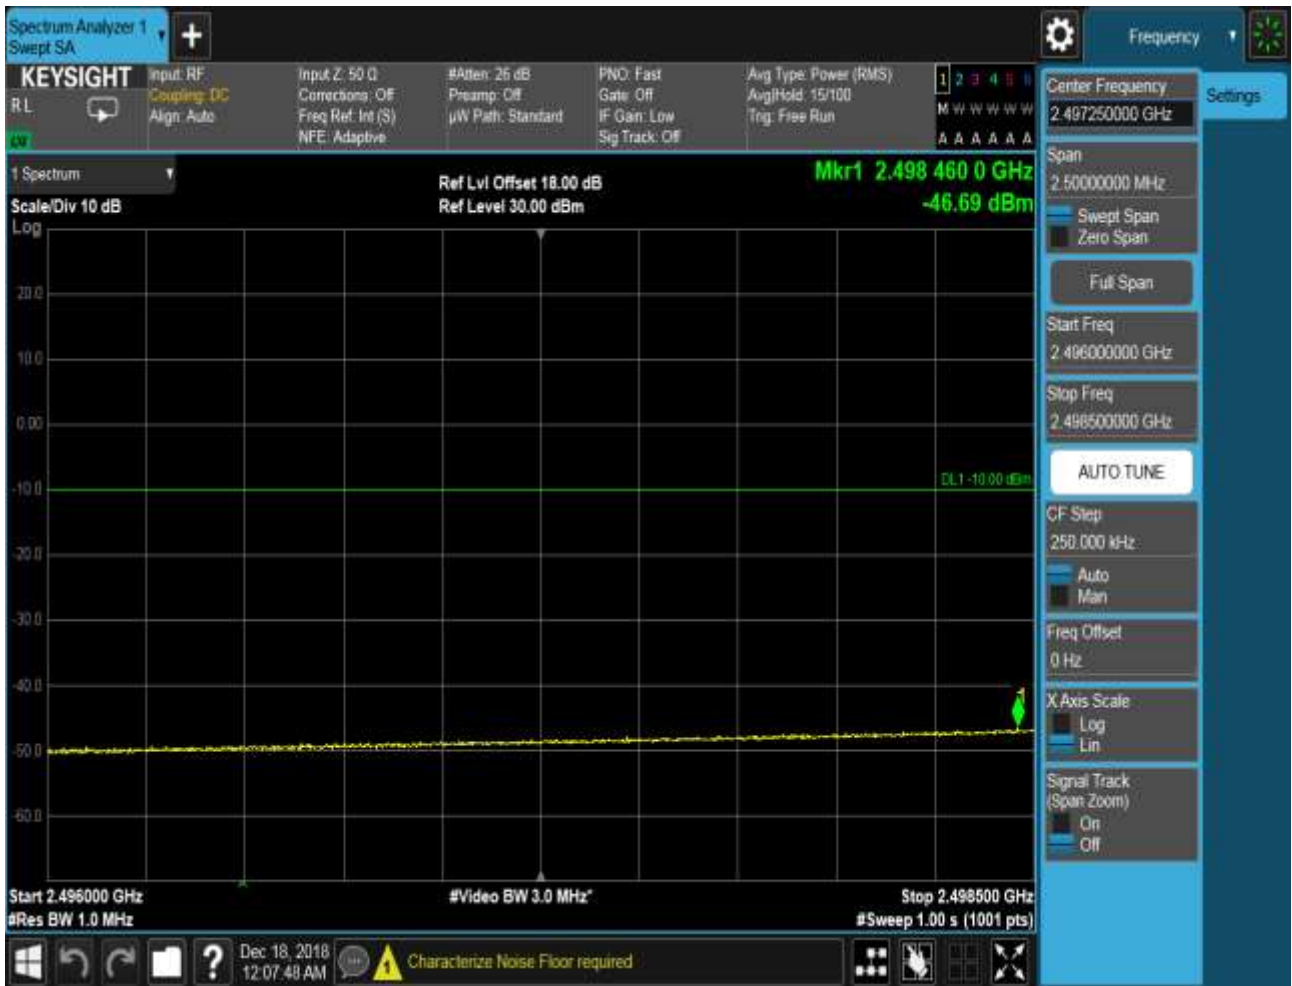 Spectrum Analyzer 1
Swept SA
Frequency
KEYSIGHT
R L
Input: RF
Coupling: DC
Align: Auto
Input Z: 50 Ω
Corrections: Off
Freq Ref: Int (S)
NFE: Adaptive
#Atten: 26 dB
Preamp: Off
µW Path: Standard
PNO: Fast
Gate: Off
IF Gain: Low
Sig Track: Off
Avg Type: Power (RMS)
Avg|Hold: 15/100
Trig: Free Run
1 2 3 4 5 6
M W W W W W
A A A A A A
Center Frequency
2.497250000 GHz
Settings
Span
2.50000000 MHz
Swept Span
Zero Span
Full Span
Start Freq
2.496000000 GHz
Stop Freq
2.498500000 GHz
AUTO TUNE
CF Step
250.000 kHz
Auto
Man
Freq Offset
0 Hz
X Axis Scale
Log
Lin
Signal Track
(Span Zoom)
On
Off
1 Spectrum
Scale/Div 10 dB
Log
Ref Lvl Offset 18.00 dB
Ref Level 30.00 dBm
Mkr1 2.498 460 0 GHz
-46.69 dBm
20.0
10.0
0.00
-10.0
DL1 -10.00 dBm
-20.0
-30.0
-40.0
1
-50.0
-60.0
Start 2.496000 GHz
#Res BW 1.0 MHz
#Video BW 3.0 MHz*
Stop 2.498500 GHz
#Sweep 1.00 s (1001 pts)
Dec 18, 2018
12:07:48 AM
Characterize Noise Floor required